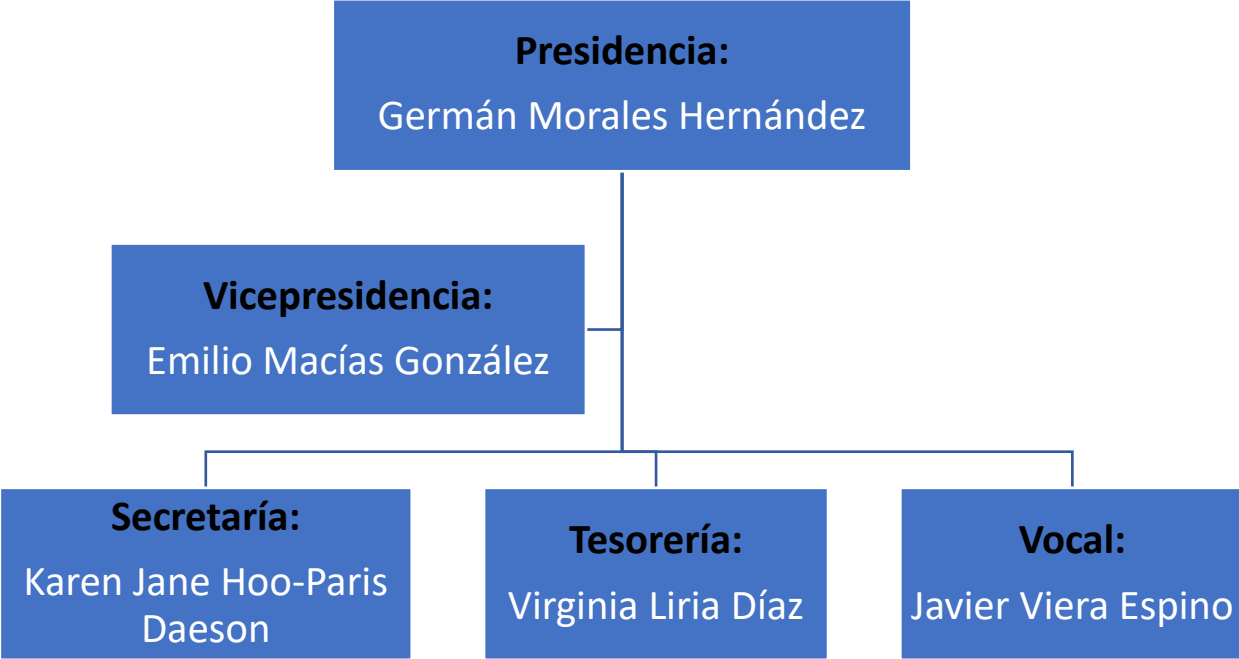 Presidencia:
Germán Morales Hernández
Vicepresidencia:
Emilio Macías González
Secretaría:
Karen Jane Hoo-Paris
Daeson
Tesorería:
Virginia Liria Díaz
Vocal:
Javier Viera Espino